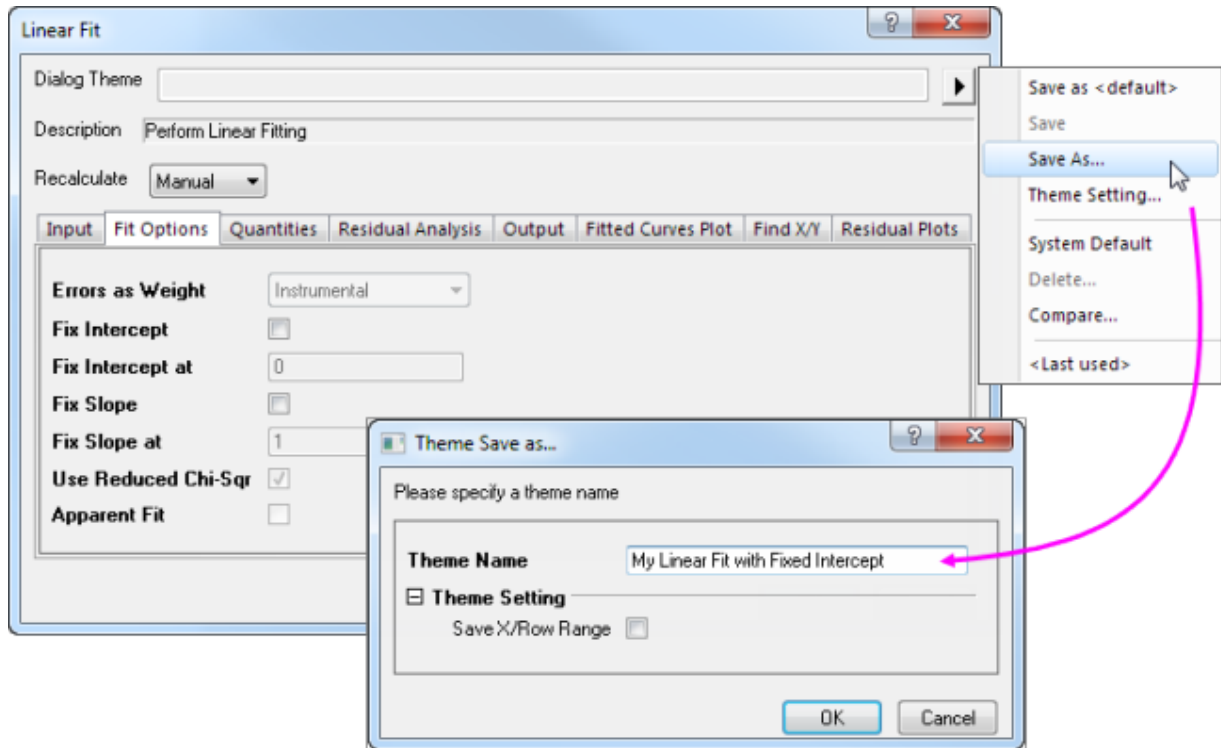 Linear Fit
Dialog Theme
Description Perform Linear Fitting
Recalculate Manual
Input Fit Options Quantities Residual Analysis Output Fitted Curves Plot Find X/Y Residual Plots
Errors as Weight Instrumental
Fix Intercept
Fix Intercept at 0
Fix Slope
Fix Slope at 1
Use Reduced Chi-Sqr
Apparent Fit
Save as <default>
Save
Save As...
Theme Setting...
System Default
Delete...
Compare...
<Last used>
Theme Save as...
Please specify a theme name
Theme Name My Linear Fit with Fixed Intercept
Theme Setting
Save X/Row Range
OK Cancel